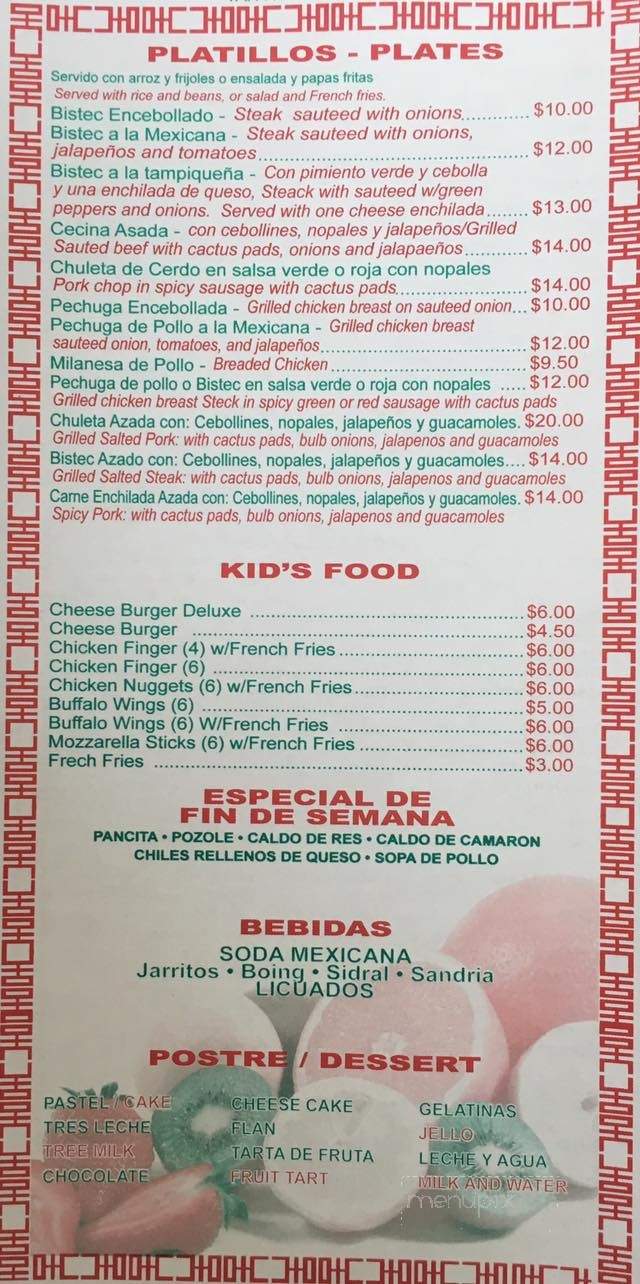 PLATILLOS - PLATES
Servido con arroz y frijoles o ensalada y papas fritas
Served with rice and beans, or salad and French fries.
Bistec Encebollado - Steak sauteed with onions............ $10.00
Bistec a la Mexicana - Steak sauteed with onions,
jalapeños and tomatoes................................................ $12.00
Bistec a la tampiqueña - Con pimiento verde y cebolla
y una enchilada de queso, Steack with sauteed w/green
peppers and onions. Served with one cheese enchilada........ $13.00
Cecina Asada - con cebollines, nopales y jalapeños/Grilled
Sauted beef with cactus pads, onions and jalapaeños............ $14.00
Chuleta de Cerdo en salsa verde o roja con nopales
Pork chop in spicy sausage with cactus pads........................ $14.00
Pechuga Encebollada - Grilled chicken breast on sauteed onion... $10.00
Pechuga de Pollo a la Mexicana - Grilled chicken breast
sauteed onion, tomatoes, and jalapeños..................................... $12.00
Milanesa de Pollo - Breaded Chicken................................... $9.50
Pechuga de pollo o Bistec en salsa verde o roja con nopales ..... $12.00
Grilled chicken breast Steck in spicy green or red sausage with cactus pads
Chuleta Azada con: Cebollines, nopales, jalapeños y guacamoles. $20.00
Grilled Salted Pork: with cactus pads, bulb onions, jalapenos and guacamoles
Bistec Azado con: Cebollines, nopales, jalapeños y guacamoles.... $14.00
Grilled Salted Steak: with cactus pads, bulb onions, jalapenos and guacamoles
Carne Enchilada Azada con: Cebollines, nopales, jalapeños y guacamoles. $14.00
Spicy Pork: with cactus pads, bulb onions, jalapenos and guacamoles
KID'S FOOD
Cheese Burger Deluxe ................................................ $6.00
Cheese Burger ........................................................... $4.50
Chicken Finger (4) w/French Fries ................................ $6.00
Chicken Finger (6) ...................................................... $6.00
Chicken Nuggets (6) w/French Fries............................. $6.00
Buffalo Wings (6) ........................................................ $5.00
Buffalo Wings (6) W/French Fries ................................. $6.00
Mozzarella Sticks (6) w/French Fries ............................ $6.00
Frech Fries ................................................................ $3.00
ESPECIAL DE
FIN DE SEMANA
PANCITA • POZOLE • CALDO DE RES • CALDO DE CAMARON
CHILES RELLENOS DE QUESO • SOPA DE POLLO
BEBIDAS
SODA MEXICANA
Jarritos • Boing • Sidral • Sandria
LICUADOS
POSTRE / DESSERT
PASTEL / CAKE
TRES LECHE
TREE MILK
CHOCOLATE
CHEESE CAKE
FLAN
TARTA DE FRUTA
FRUIT TART
GELATINAS
JELLO
LECHE Y AGUA
MILK AND WATER
menupix